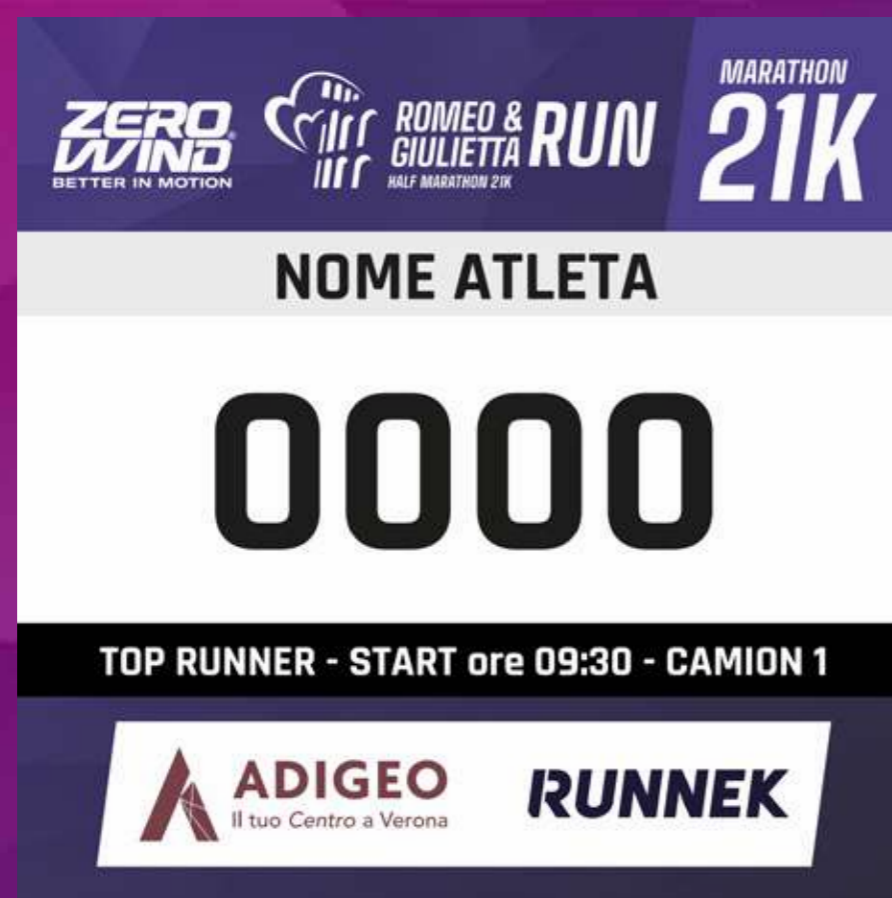 ZERO
WIND
BETTER IN MOTION
ROMEO &
GIULIETTA
RUN
HALF MARATHON 21K
MARATHON
21K
NOME ATLETA
0000
TOP RUNNER - START ore 09:30 - CAMION 1
ADIGEO
Il tuo Centro a Verona
RUNNEK